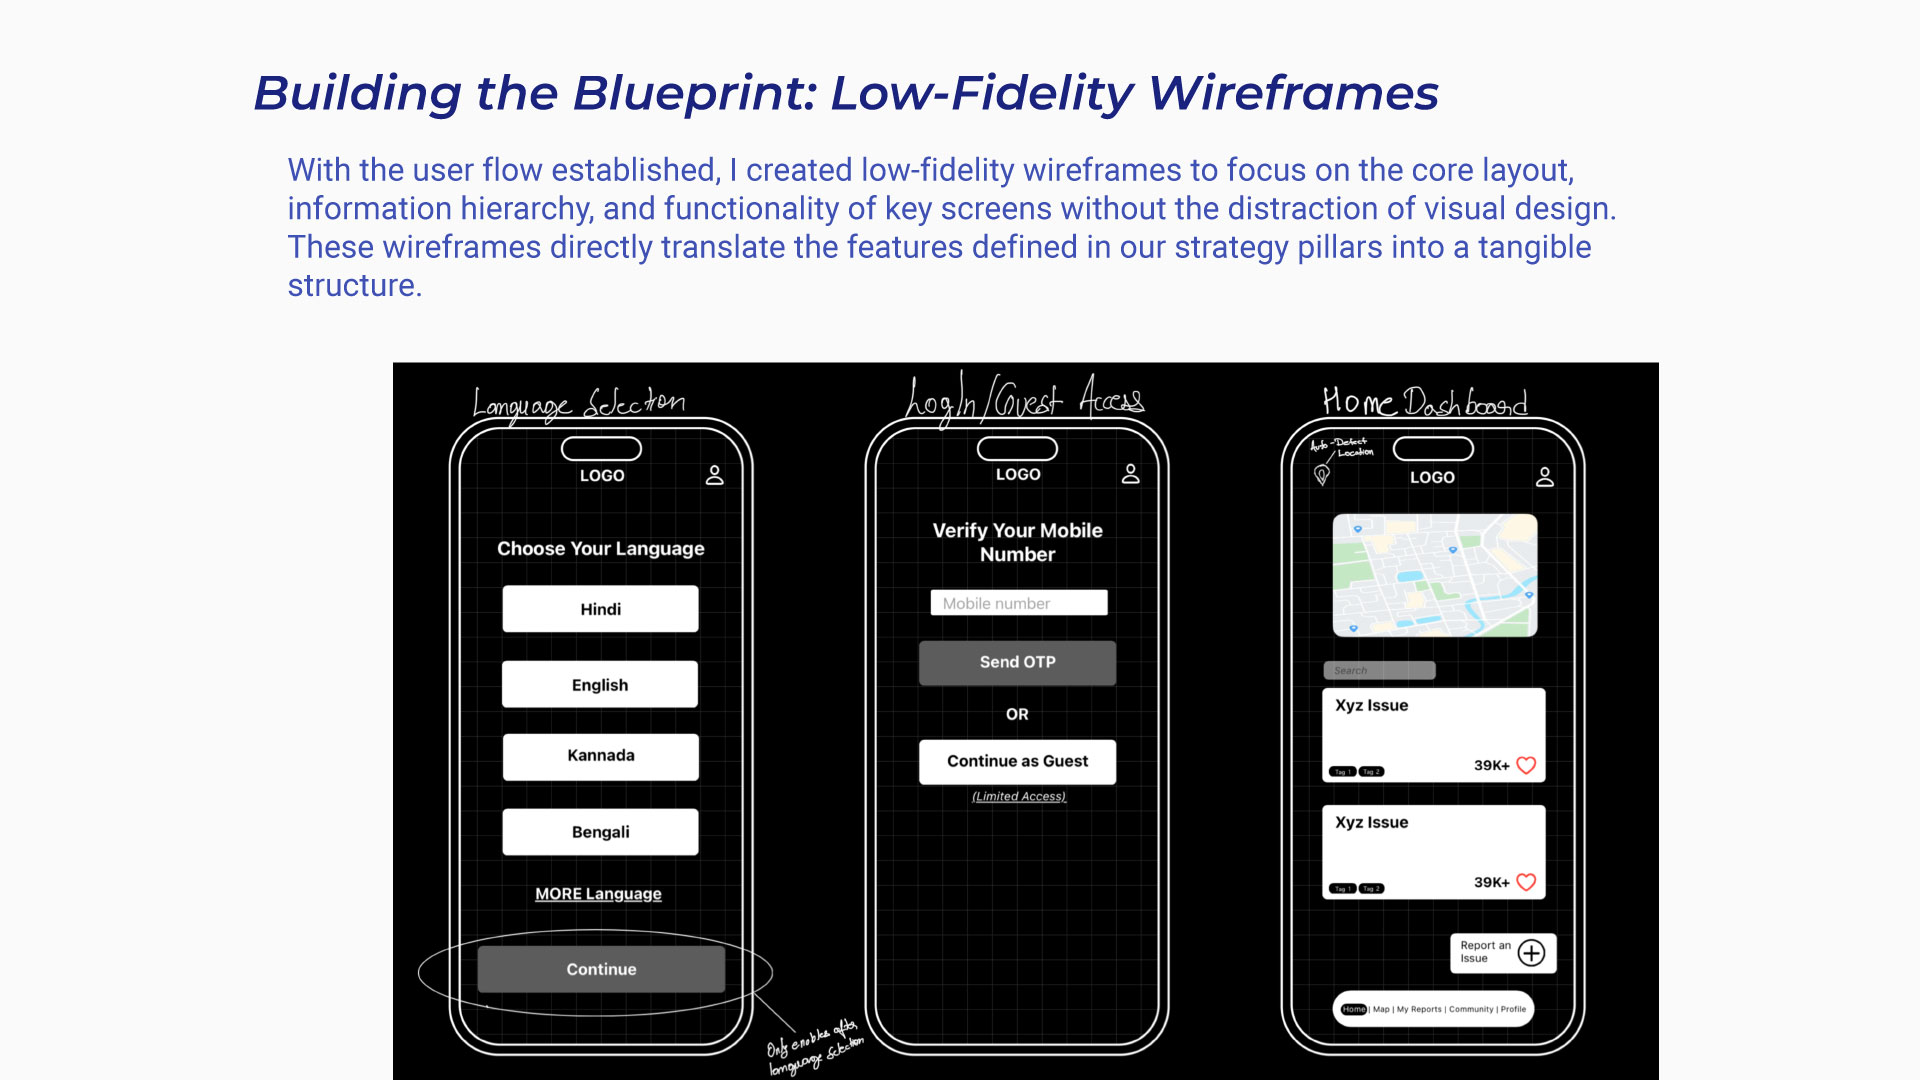 Building the Blueprint: Low-Fidelity Wireframes
With the user flow established, I created low-fidelity wireframes to focus on the core layout,
information hierarchy, and functionality of key screens without the distraction of visual design.
These wireframes directly translate the features defined in our strategy pillars into a tangible
structure.
Language Selection
LOGO
Choose Your Language
Hindi
English
Kannada
Bengali
MORE Language
Continue
Only enables after
language selection
LogIn/Guest Access
LOGO
Verify Your Mobile
Number
Mobile number
Send OTP
OR
Continue as Guest
(Limited Access)
Home Dashboard
Auto-Detect
Location
LOGO
Search
Xyz Issue
39K+
Tag 1 Tag 2
Xyz Issue
39K+
Tag 1 Tag 2
Report an
Issue
Home | Map | My Reports | Community | Profile